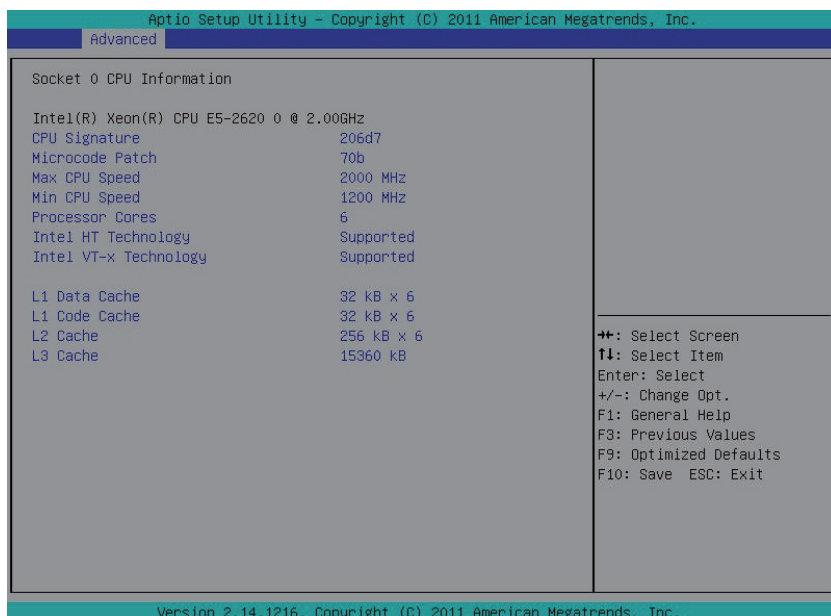 Aptio Setup Utility – Copyright (C) 2011 American Megatrends, Inc.
Advanced
Socket 0 CPU Information
Intel(R) Xeon(R) CPU E5-2620 0 @ 2.00GHz
CPU Signature 206d7
Microcode Patch 70b
Max CPU Speed 2000 MHz
Min CPU Speed 1200 MHz
Processor Cores 6
Intel HT Technology Supported
Intel VT-x Technology Supported
L1 Data Cache 32 kB x 6
L1 Code Cache 32 kB x 6
L2 Cache 256 kB x 6
L3 Cache 15360 kB
→←: Select Screen
↑↓: Select Item
Enter: Select
+/-: Change Opt.
F1: General Help
F3: Previous Values
F9: Optimized Defaults
F10: Save ESC: Exit
Version 2.14.1216. Copyright (C) 2011 American Megatrends, Inc.